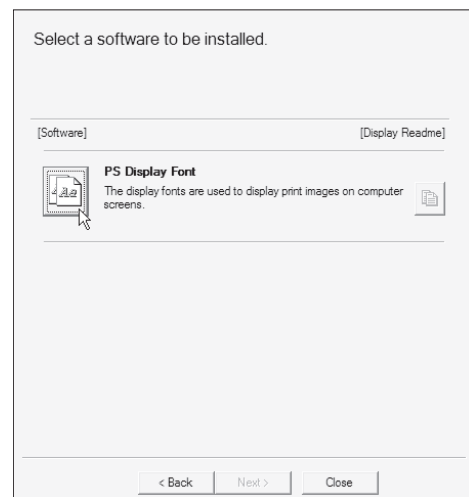 Select a software to be installed.
[Software] [Display Readme]
PS Display Font
The display fonts are used to display print images on computer
screens.
< Back Next > Close